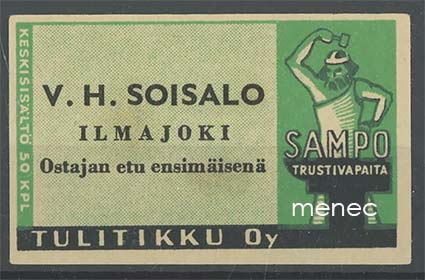 KESKISISÄLTÖ 50 KPL
V. H. SOISALO
ILMAJOKI
Ostajan etu ensimäisenä
SAMPO
TRUSTIVAPAITA
menec
TULITIKKU Oy